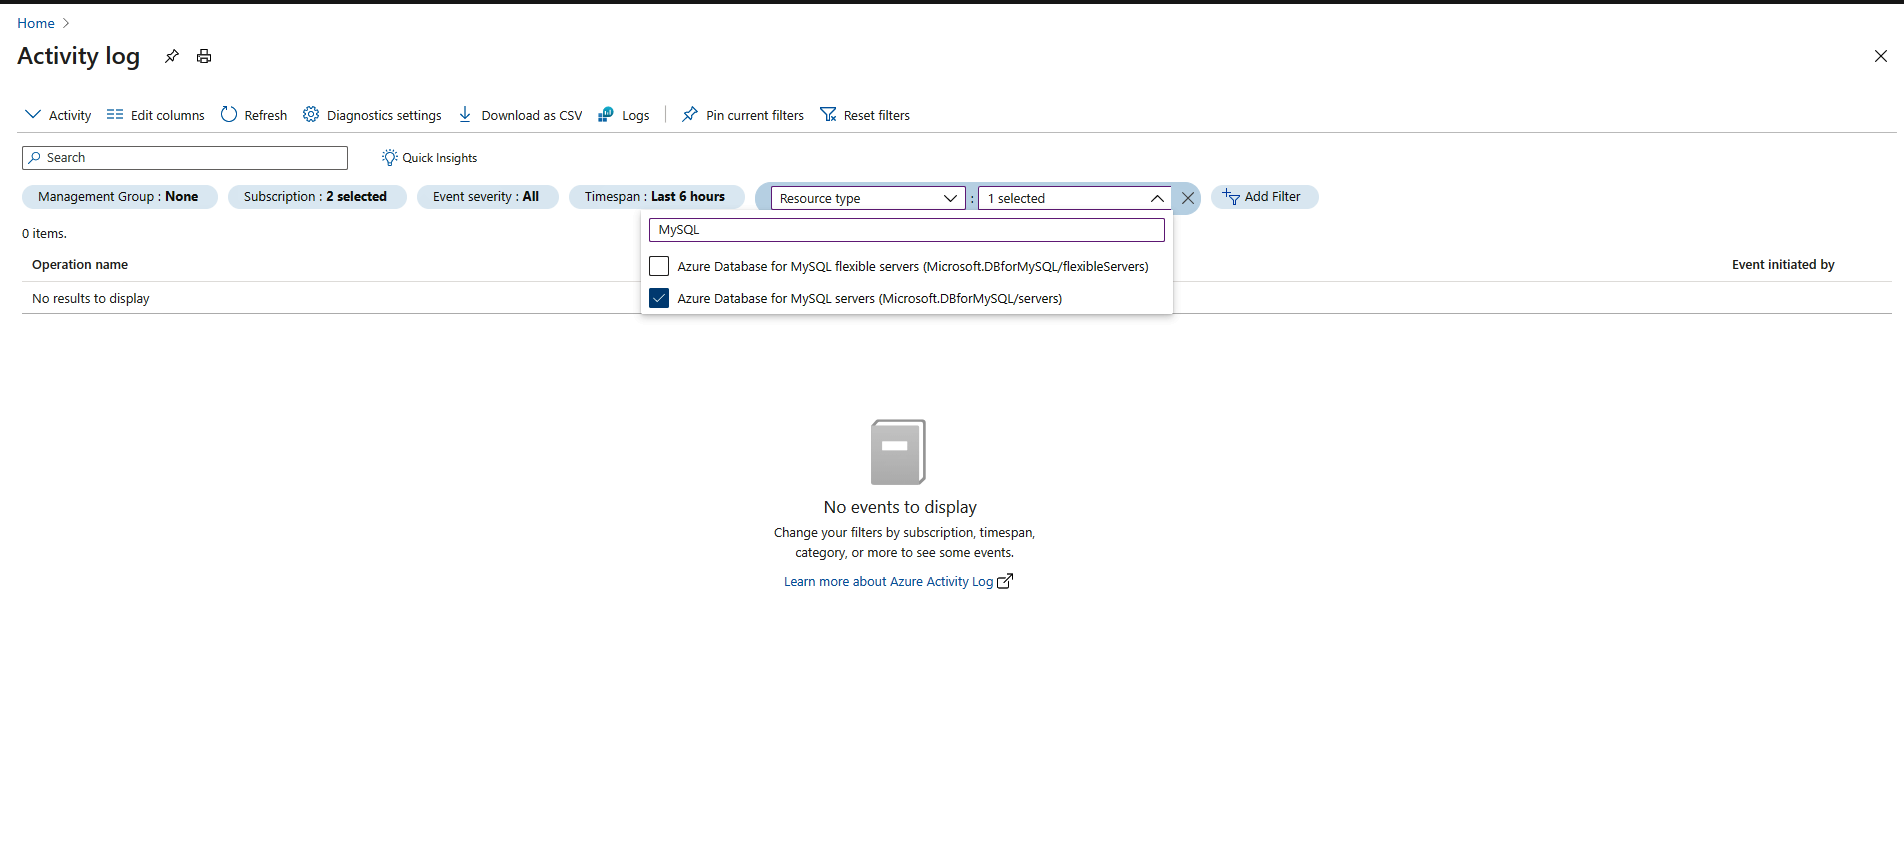 Home
Activity log
Activity Edit columns Refresh Diagnostics settings Download as CSV Logs Pin current filters Reset filters
Search Quick Insights
Management Group : None Subscription : 2 selected Event severity : All Timespan : Last 6 hours Resource type : 1 selected Add Filter
MySQL
0 items.
Operation name Event initiated by
Azure Database for MySQL flexible servers (Microsoft.DBforMySQL/flexibleServers)
No results to display
Azure Database for MySQL servers (Microsoft.DBforMySQL/servers)
No events to display
Change your filters by subscription, timespan,
category, or more to see some events.
Learn more about Azure Activity Log